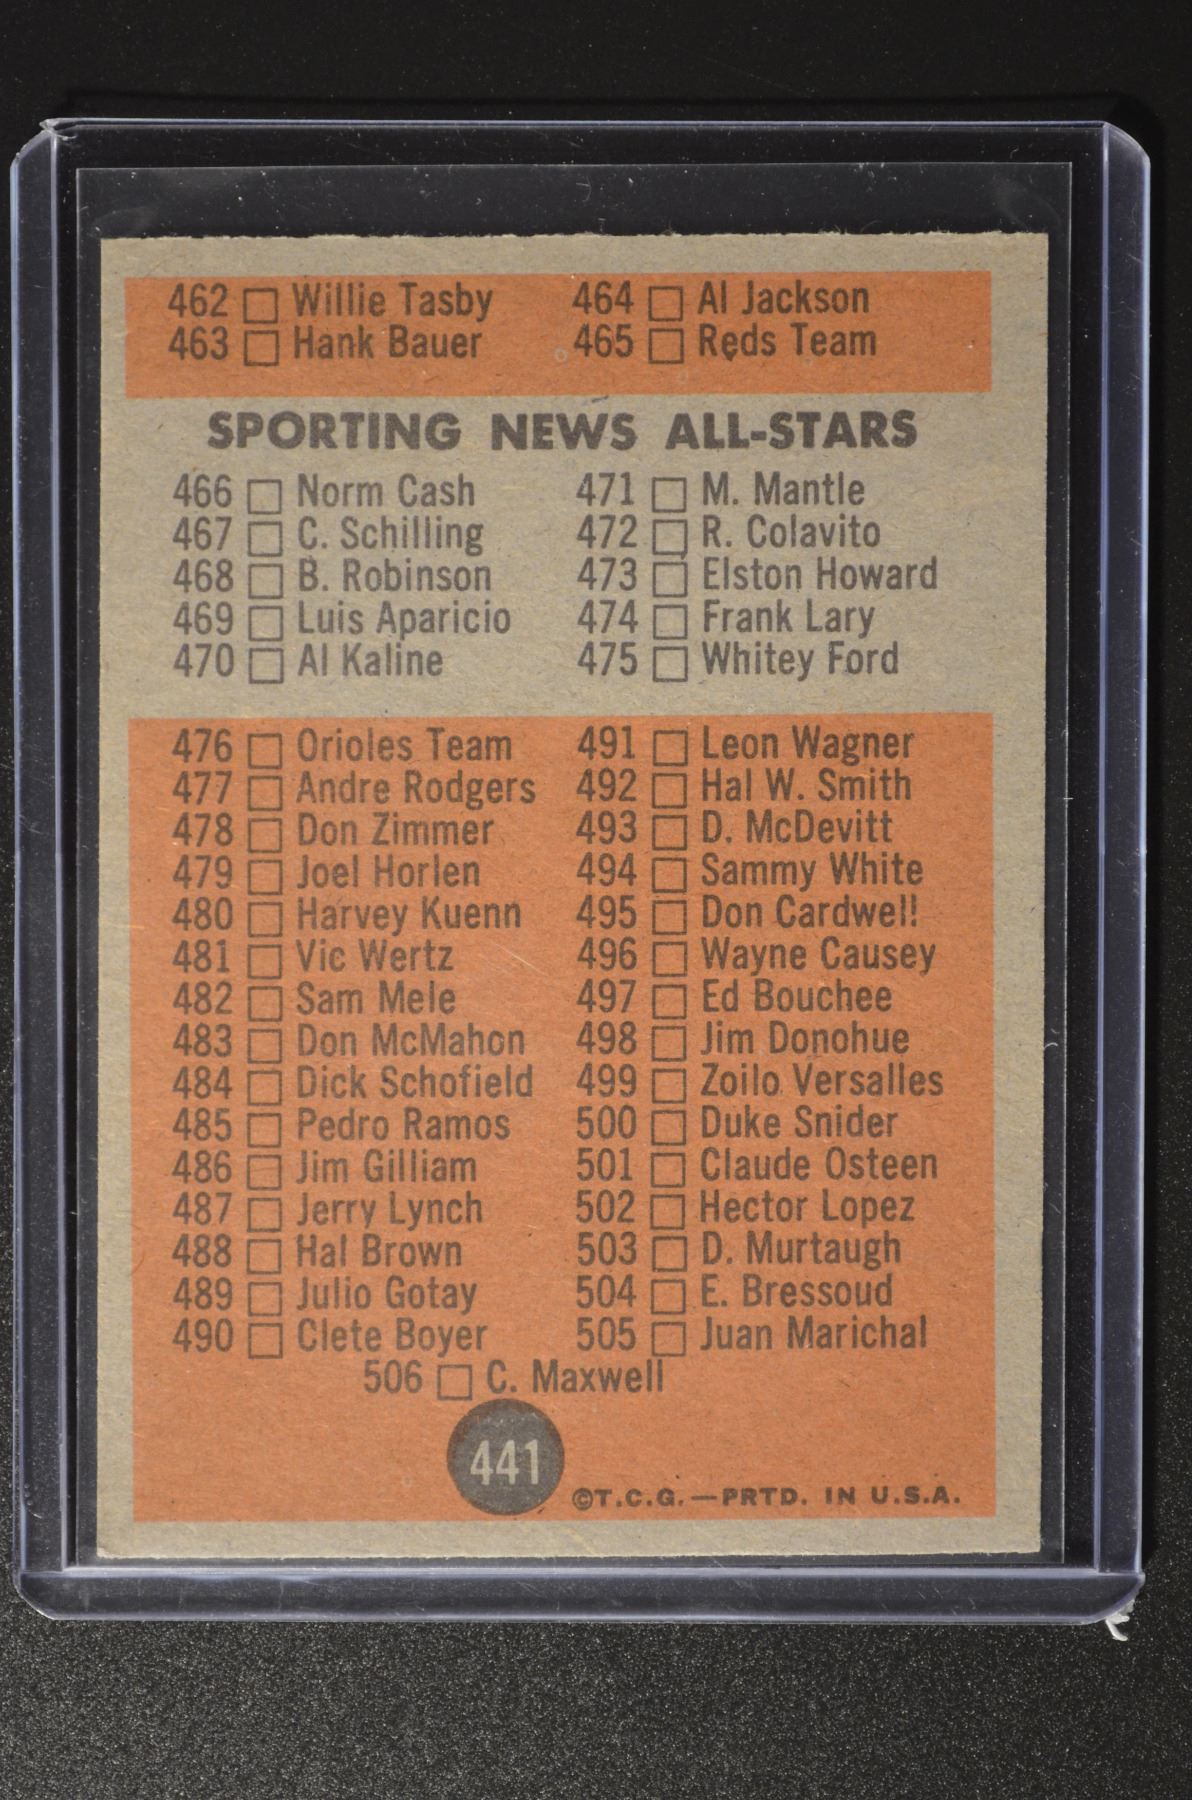 462 □ Willie Tasby 464 □ Al Jackson
463 □ Hank Bauer 465 □ Reds Team
SPORTING NEWS ALL-STARS
466 □ Norm Cash 471 □ M. Mantle
467 □ C. Schilling 472 □ R. Colavito
468 □ B. Robinson 473 □ Elston Howard
469 □ Luis Aparicio 474 □ Frank Lary
470 □ Al Kaline 475 □ Whitey Ford
476 □ Orioles Team 491 □ Leon Wagner
477 □ Andre Rodgers 492 □ Hal W. Smith
478 □ Don Zimmer 493 □ D. McDevitt
479 □ Joel Horlen 494 □ Sammy White
480 □ Harvey Kuenn 495 □ Don Cardwell
481 □ Vic Wertz 496 □ Wayne Causey
482 □ Sam Mele 497 □ Ed Bouchee
483 □ Don McMahon 498 □ Jim Donohue
484 □ Dick Schofield 499 □ Zoilo Versalles
485 □ Pedro Ramos 500 □ Duke Snider
486 □ Jim Gilliam 501 □ Claude Osteen
487 □ Jerry Lynch 502 □ Hector Lopez
488 □ Hal Brown 503 □ D. Murtaugh
489 □ Julio Gotay 504 □ E. Bressoud
490 □ Clete Boyer 505 □ Juan Marichal
506 □ C. Maxwell
441
©T.C.G.—PRTD. IN U.S.A.